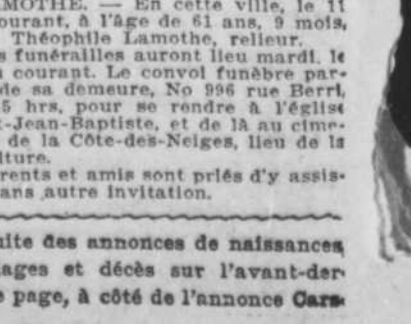 MOTHE. — En cette ville, le 11
ourant, à l'âge de 61 ans, 9 mois,
Théophile Lamothe, relieur.
s funérailles auront lieu mardi, le
courant. Le convoi funèbre par-
de sa demeure, No 996 rue Berri,
5 hrs, pour se rendre à l'église
-Jean-Baptiste, et de là au cime-
de la Côte-des-Neiges, lieu de la
lture.
rents et amis sont priés d'y assis-
ans autre invitation.
uite des annonces de naissances,
iages et décès sur l'avant-der-
e page, à côté de l'annonce Cars-